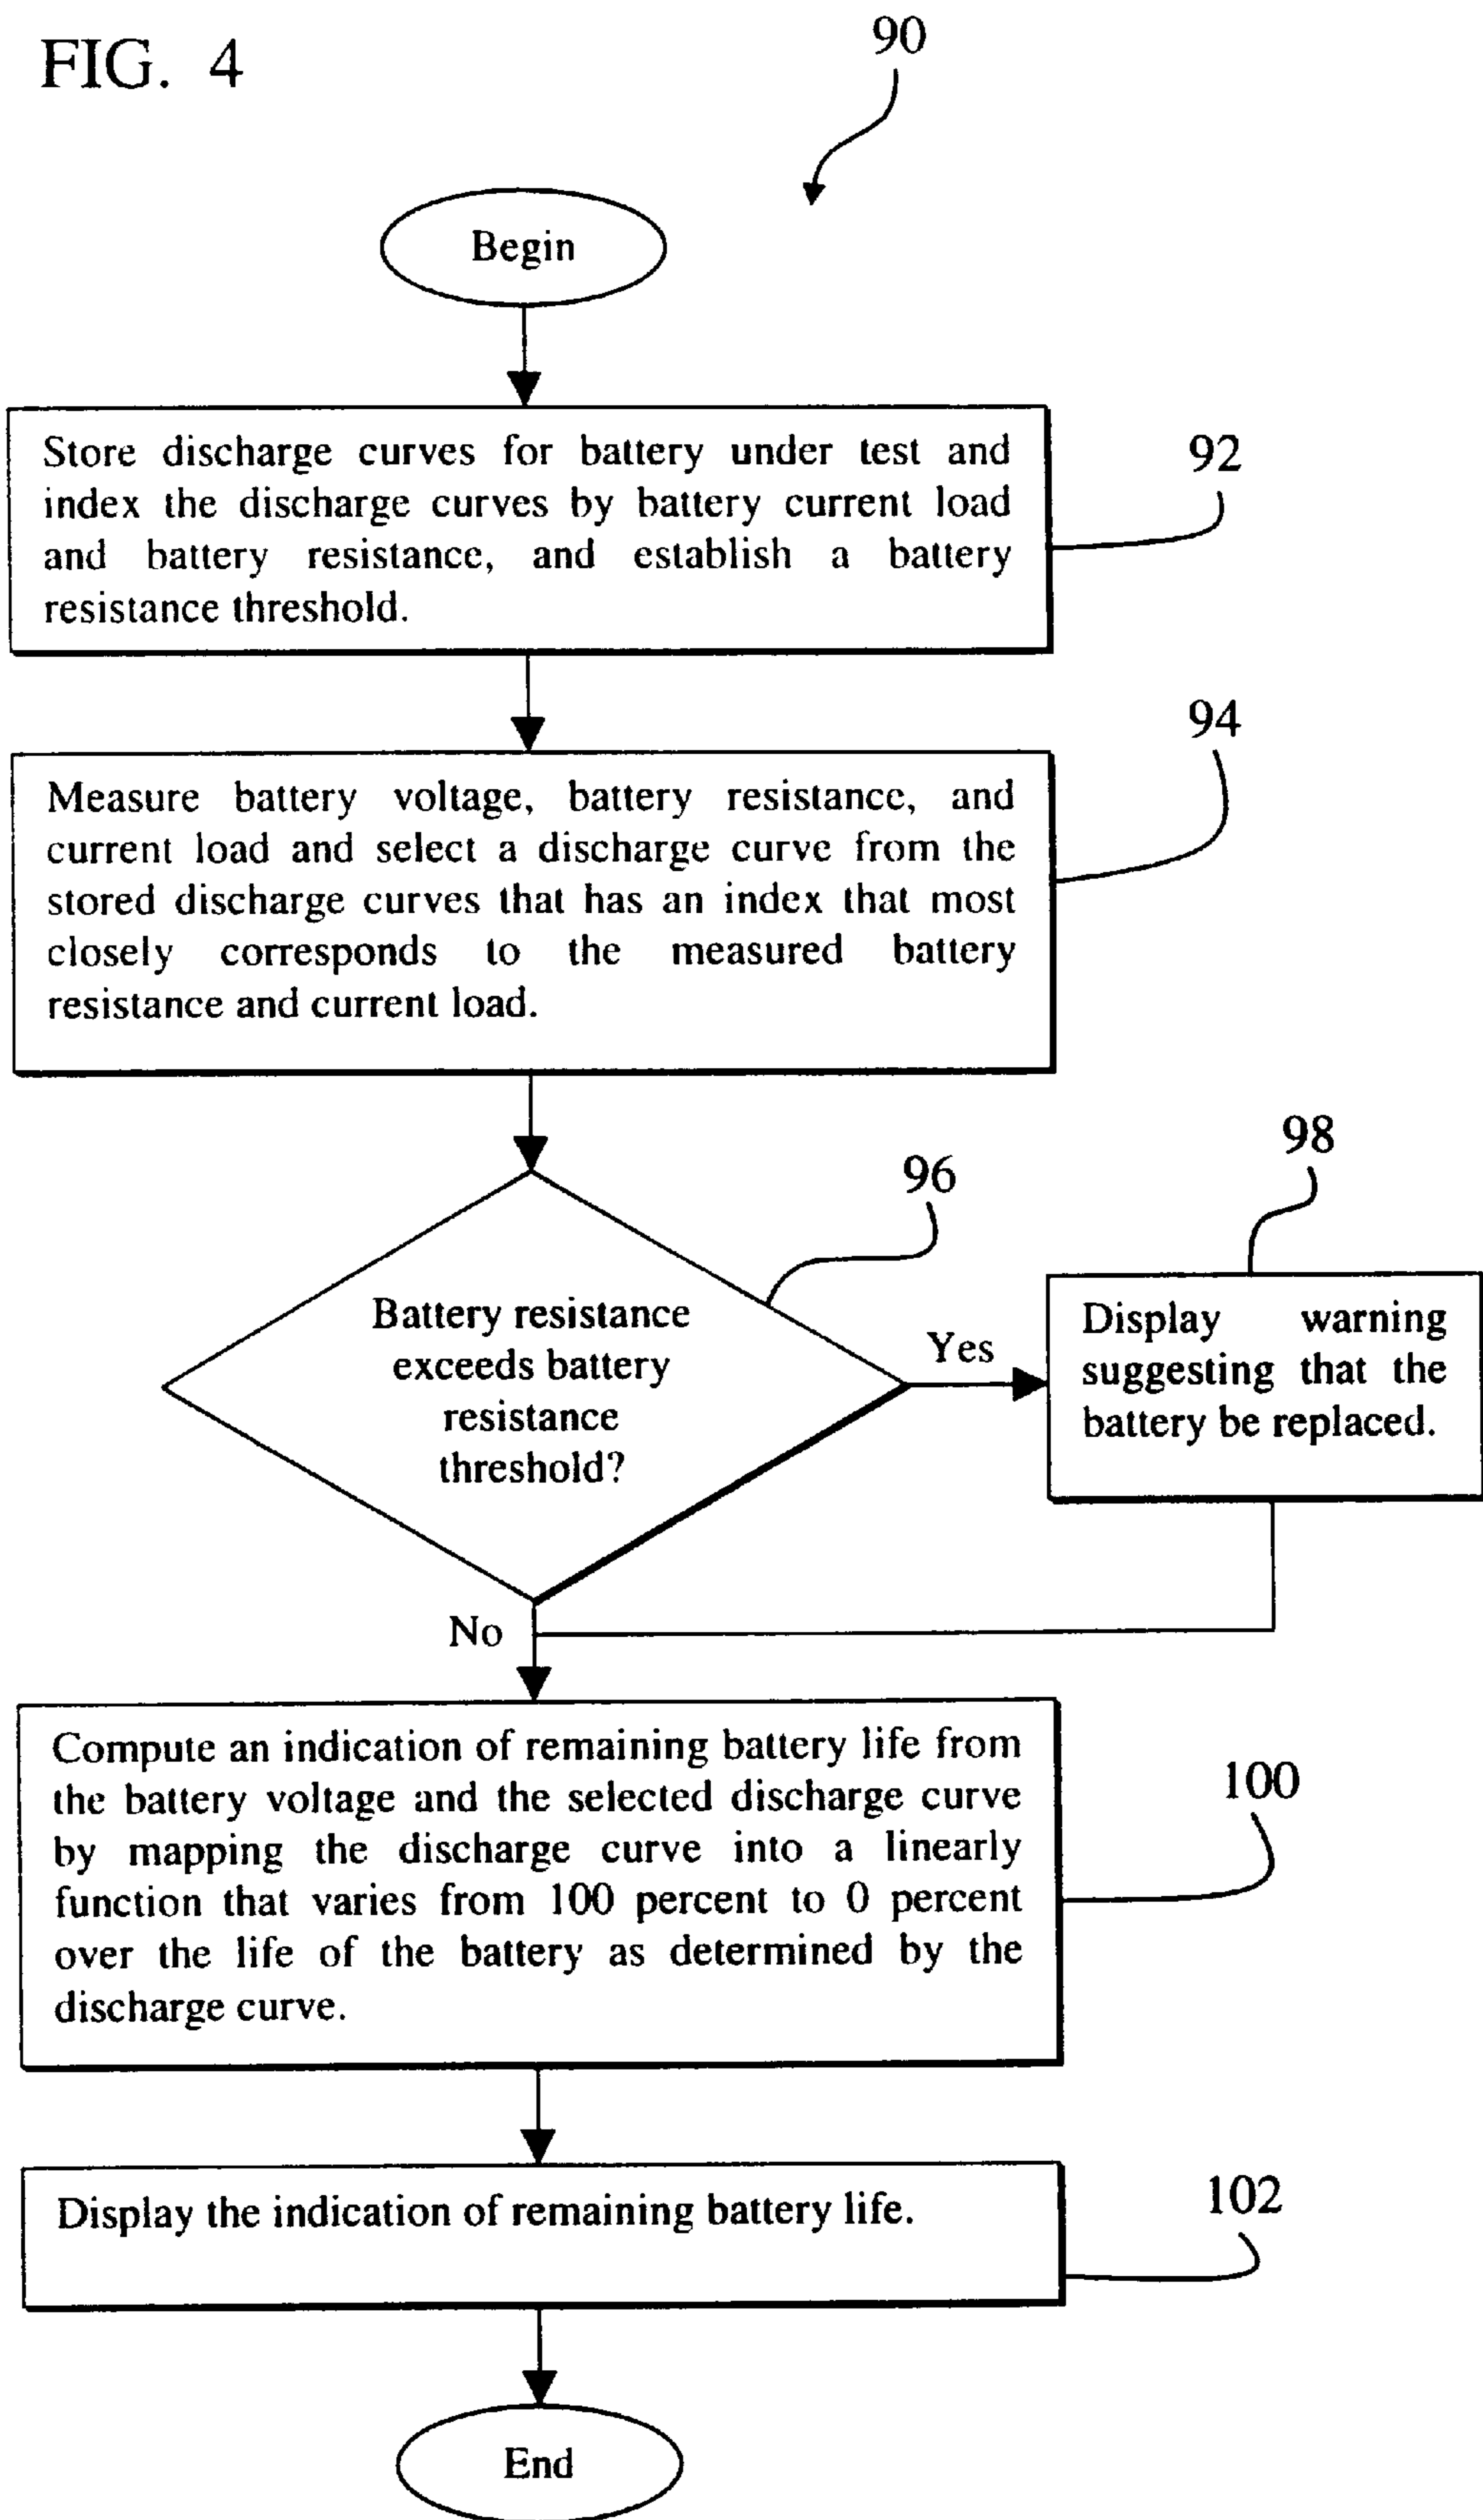 FIG. 4
90
Begin
Store discharge curves for battery under test and
index the discharge curves by battery current load
and battery resistance, and establish a battery
resistance threshold.
92
94
Measure battery voltage, battery resistance, and
current load and select a discharge curve from the
stored discharge curves that has an index that most
closely corresponds to the measured battery
resistance and current load.
96
98
Battery resistance
exceeds battery
resistance
threshold?
Yes
Display warning
suggesting that the
battery be replaced.
No
Compute an indication of remaining battery life from
the battery voltage and the selected discharge curve
by mapping the discharge curve into a linearly
function that varies from 100 percent to 0 percent
over the life of the battery as determined by the
discharge curve.
100
Display the indication of remaining battery life.
102
End